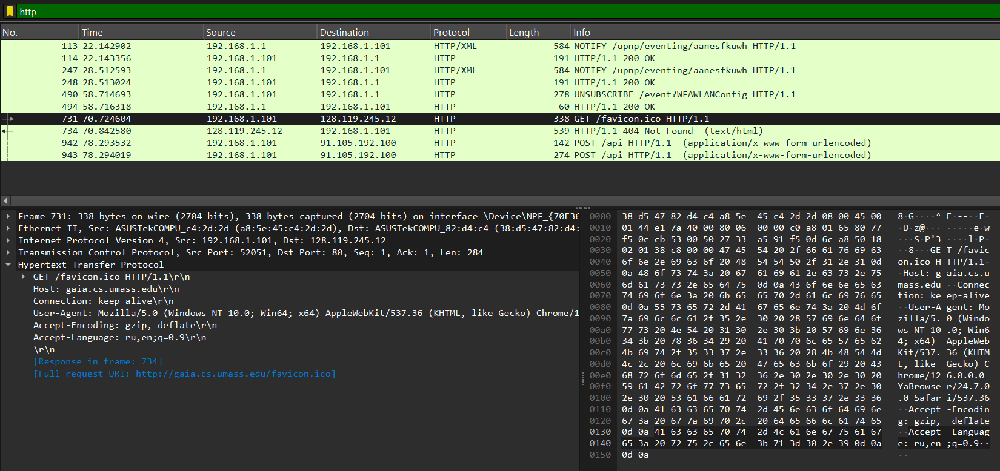 http
No. Time Source Destination Protocol Length Info
113 22.142902 192.168.1.1 192.168.1.101 HTTP/XML 584 NOTIFY /upnp/eventing/aanesfkuwh HTTP/1.1
114 22.143356 192.168.1.101 192.168.1.1 HTTP 191 HTTP/1.1 200 OK
247 28.512593 192.168.1.1 192.168.1.101 HTTP/XML 584 NOTIFY /upnp/eventing/aanesfkuwh HTTP/1.1
248 28.513024 192.168.1.101 192.168.1.1 HTTP 191 HTTP/1.1 200 OK
490 58.714693 192.168.1.101 192.168.1.1 HTTP 278 UNSUBSCRIBE /event?WFAWLANConfig HTTP/1.1
494 58.716318 192.168.1.1 192.168.1.101 HTTP 60 HTTP/1.1 200 OK
731 70.724604 192.168.1.101 128.119.245.12 HTTP 338 GET /favicon.ico HTTP/1.1
734 70.842580 128.119.245.12 192.168.1.101 HTTP 539 HTTP/1.1 404 Not Found (text/html)
942 78.293532 192.168.1.101 91.105.192.100 HTTP 142 POST /api HTTP/1.1 (application/x-www-form-urlencoded)
943 78.294019 192.168.1.101 91.105.192.100 HTTP 274 POST /api HTTP/1.1 (application/x-www-form-urlencoded)
Frame 731: 338 bytes on wire (2704 bits), 338 bytes captured (2704 bits) on interface \Device\NPF_{70E36
Ethernet II, Src: ASUSTekCOMPU_c4:2d:2d (a8:5e:45:c4:2d:2d), Dst: ASUSTekCOMPU_82:d4:c4 (38:d5:47:82:d4:
Internet Protocol Version 4, Src: 192.168.1.101, Dst: 128.119.245.12
Transmission Control Protocol, Src Port: 52051, Dst Port: 80, Seq: 1, Ack: 1, Len: 284
Hypertext Transfer Protocol
GET /favicon.ico HTTP/1.1\r\n
Host: gaia.cs.umass.edu\r\n
Connection: keep-alive\r\n
User-Agent: Mozilla/5.0 (Windows NT 10.0; Win64; x64) AppleWebKit/537.36 (KHTML, like Gecko) Chrome/1
Accept-Encoding: gzip, deflate\r\n
Accept-Language: ru,en;q=0.9\r\n
\r\n
[Response in frame: 734]
[Full request URI: http://gaia.cs.umass.edu/favicon.ico]
0000 38 d5 47 82 d4 c4 a8 5e 45 c4 2d 2d 08 00 45 00 8·G····^ E·--··E·
0010 01 44 e1 7a 40 00 80 06 00 00 c0 a8 01 65 80 77 ·D·z@··· ·····e·w
0020 f5 0c cb 53 00 50 27 33 a5 91 f5 0d 6c a8 50 18 ···S·P'3 ····l·P·
0030 02 01 38 c8 00 00 47 45 54 20 2f 66 61 76 69 63 ··8···GE T /favic
0040 6f 6e 2e 69 63 6f 20 48 54 54 50 2f 31 2e 31 0d on.ico H TTP/1.1·
0050 0a 48 6f 73 74 3a 20 67 61 69 61 2e 63 73 2e 75 ·Host: g aia.cs.u
0060 6d 61 73 73 2e 65 64 75 0d 0a 43 6f 6e 6e 65 63 mass.edu ··Connec
0070 74 69 6f 6e 3a 20 6b 65 65 70 2d 61 6c 69 76 65 tion: ke ep-alive
0080 0d 0a 55 73 65 72 2d 41 67 65 6e 74 3a 20 4d 6f ··User-A gent: Mo
0090 7a 69 6c 6c 61 2f 35 2e 30 20 28 57 69 6e 64 6f zilla/5. 0 (Windo
00a0 77 73 20 4e 54 20 31 30 2e 30 3b 20 57 69 6e 36 ws NT 10 .0; Win6
00b0 34 3b 20 78 36 34 29 20 41 70 70 6c 65 57 65 62 4; x64) AppleWeb
00c0 4b 69 74 2f 35 33 37 2e 33 36 20 28 4b 48 54 4d Kit/537. 36 (KHTM
00d0 4c 2c 20 6c 69 6b 65 20 47 65 63 6b 6f 29 20 43 L, like Gecko) C
00e0 68 72 6f 6d 65 2f 31 32 36 2e 30 2e 30 2e 30 20 hrome/12 6.0.0.0
00f0 59 61 42 72 6f 77 73 65 72 2f 32 34 2e 37 2e 30 YaBrowse r/24.7.0
0100 2e 30 20 53 61 66 61 72 69 2f 35 33 37 2e 33 36 .0 Safar i/537.36
0110 0d 0a 41 63 63 65 70 74 2d 45 6e 63 6f 64 69 6e ··Accept -Encodin
0120 67 3a 20 67 7a 69 70 2c 20 64 65 66 6c 61 74 65 g: gzip, deflate
0130 0d 0a 41 63 63 65 70 74 2d 4c 61 6e 67 75 61 67 ··Accept -Languag
0140 65 3a 20 72 75 2c 65 6e 3b 71 3d 30 2e 39 0d 0a e: ru,en ;q=0.9··
0150 0d 0a ··